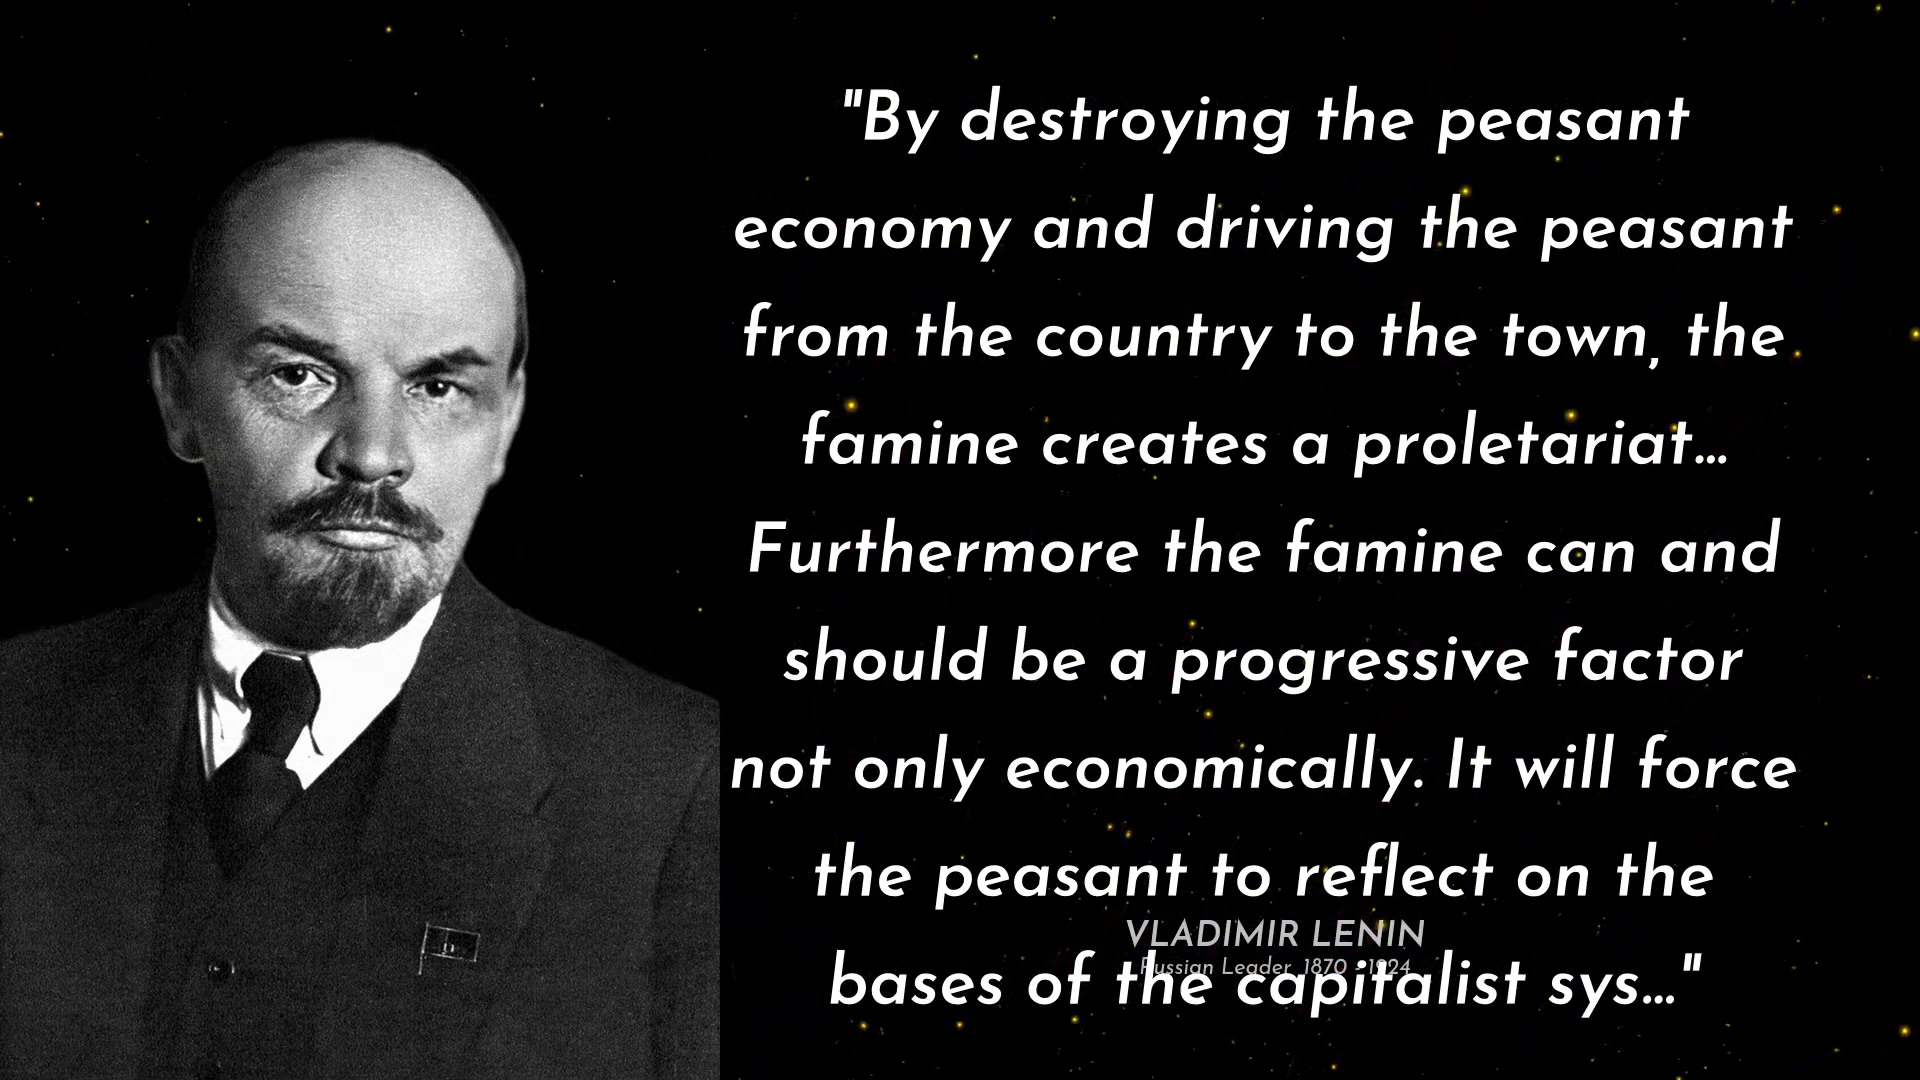 "By destroying the peasant
economy and driving the peasant
from the country to the town, the
famine creates a proletariat...
Furthermore the famine can and
should be a progressive factor
not only economically. It will force
the peasant to reflect on the
VLADIMIR LENIN
Russian Leader 1870 - 1924
bases of the capitalist sys..."